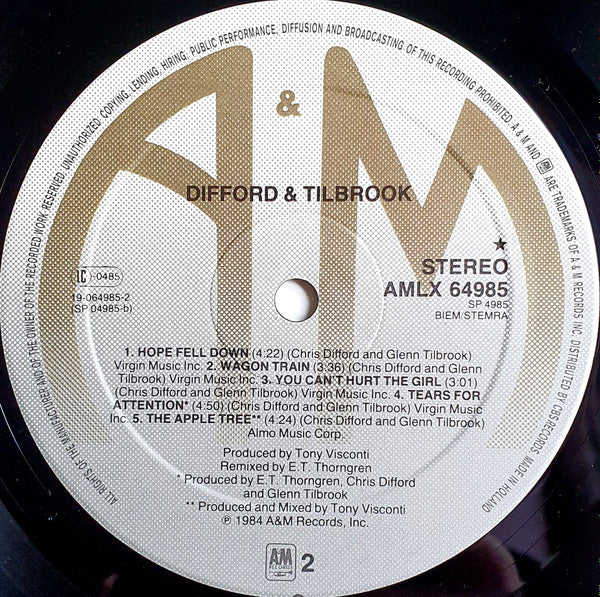 ALL RIGHTS OF THE MANUFACTURER AND OF THE OWNER OF THE RECORDED WORK RESERVED. UNAUTHORIZED COPYING, LENDING, HIRING, PUBLIC PERFORMANCE, DIFFUSION AND BROADCASTING OF THIS RECORDING PROHIBITED. A & M AND AM ARE TRADEMARKS OF A & M RECORDS INC. DISTRIBUTED BY CBS RECORDS. MADE IN HOLLAND
A & M
DIFFORD & TILBROOK
LC-0485
19-064985-2
(SP 04985-b)
★
STEREO
AMLX 64985
SP 4985
BIEM/STEMRA
1. HOPE FELL DOWN (4:22) (Chris Difford and Glenn Tilbrook)
Virgin Music Inc. 2. WAGON TRAIN (3:36) (Chris Difford and Glenn
Tilbrook) Virgin Music Inc. 3. YOU CAN'T HURT THE GIRL (3:01)
(Chris Difford and Glenn Tilbrook) Virgin Music Inc. 4. TEARS FOR
ATTENTION* (4:50) (Chris Difford and Glenn Tilbrook) Virgin Music
Inc. 5. THE APPLE TREE** (4:24) (Chris Difford and Glenn Tilbrook)
Almo Music Corp.
Produced by Tony Visconti
Remixed by E.T. Thorngren
* Produced by E.T. Thorngren, Chris Difford
and Glenn Tilbrook
** Produced and Mixed by Tony Visconti
℗ 1984 A&M Records, Inc.
A&M
RECORDS
2